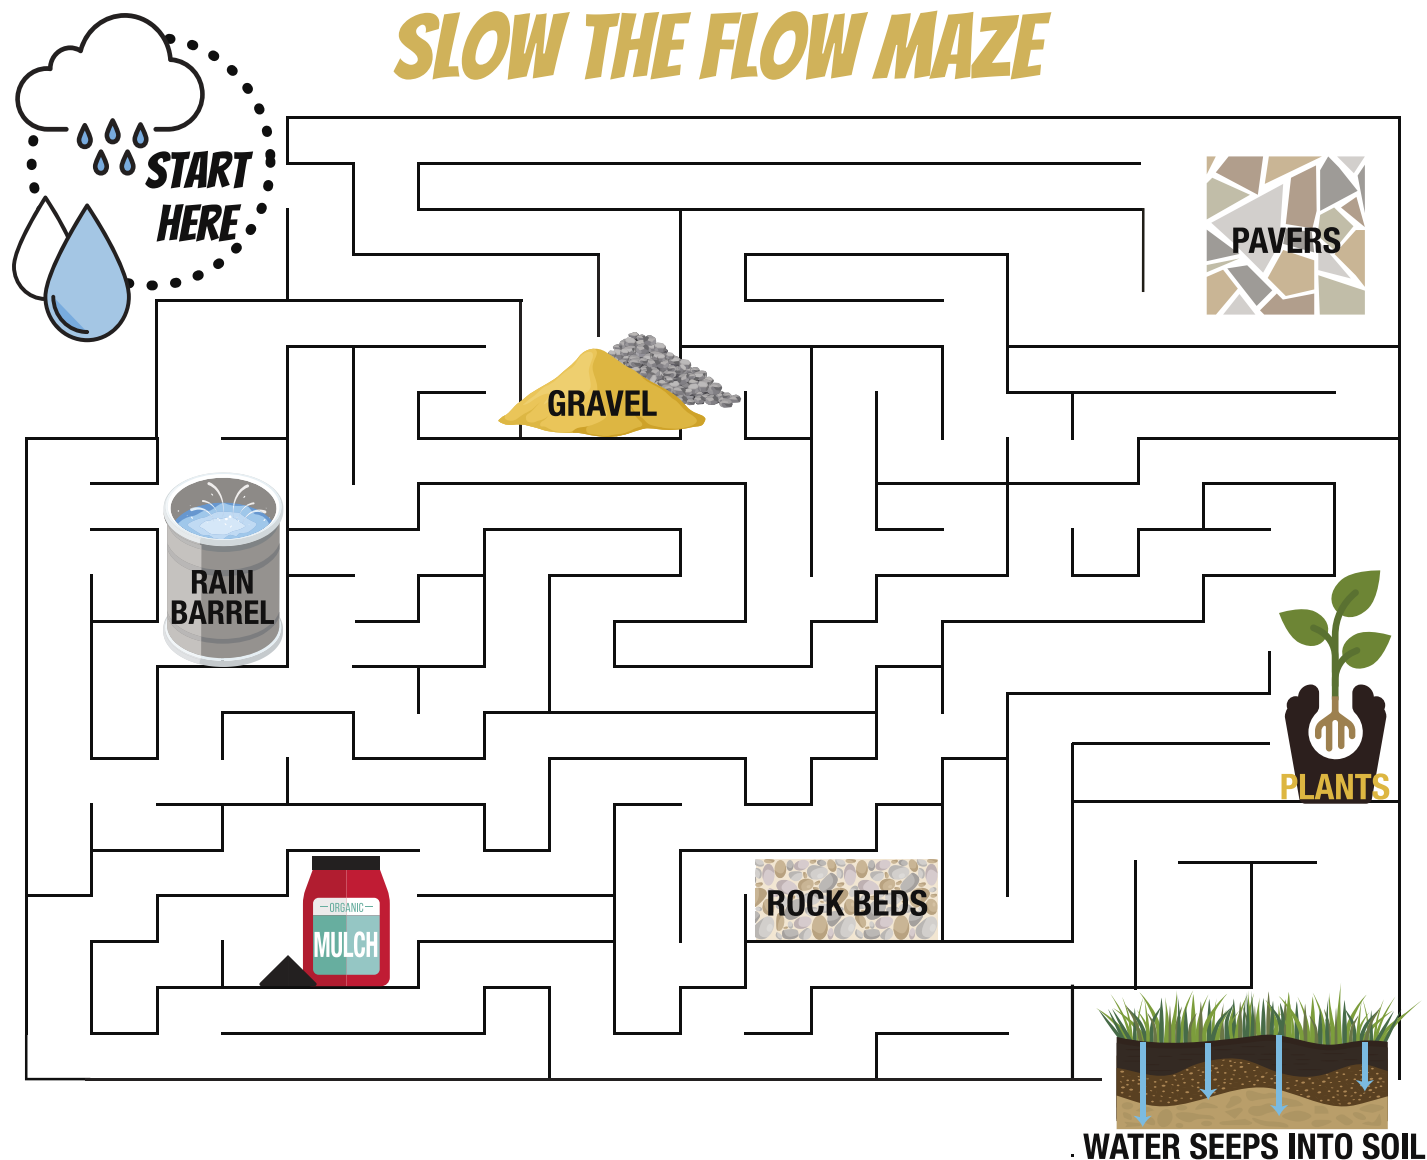 SLOW THE FLOW MAZE
START
HERE
PAVERS
GRAVEL
RAIN
BARREL
PLANTS
ROCK BEDS
ORGANIC
MULCH
WATER SEEPS INTO SOIL